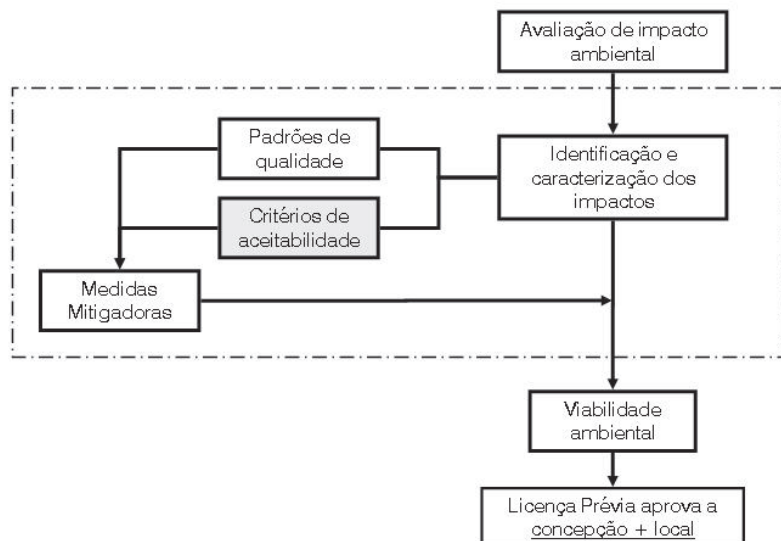 Avaliação de impacto
ambiental
Padrões de
qualidade
Identificação e
caracterização dos
impactos
Critérios de
aceitabilidade
Medidas
Mitigadoras
Viabilidade
ambiental
Licença Prévia aprova a
concepção + local